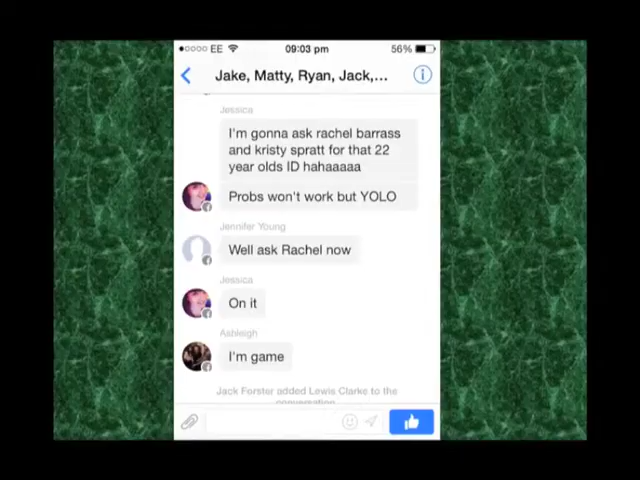 EE 09:03 pm 56%
Jake, Matty, Ryan, Jack,...
Jessica
I'm gonna ask rachel barrass
and kristy spratt for that 22
year olds ID hahaaaaa
Probs won't work but YOLO
Jennifer Young
Well ask Rachel now
Jessica
On it
Ashleigh
I'm game
Jack Forster added Lewis Clarke to the
conversation